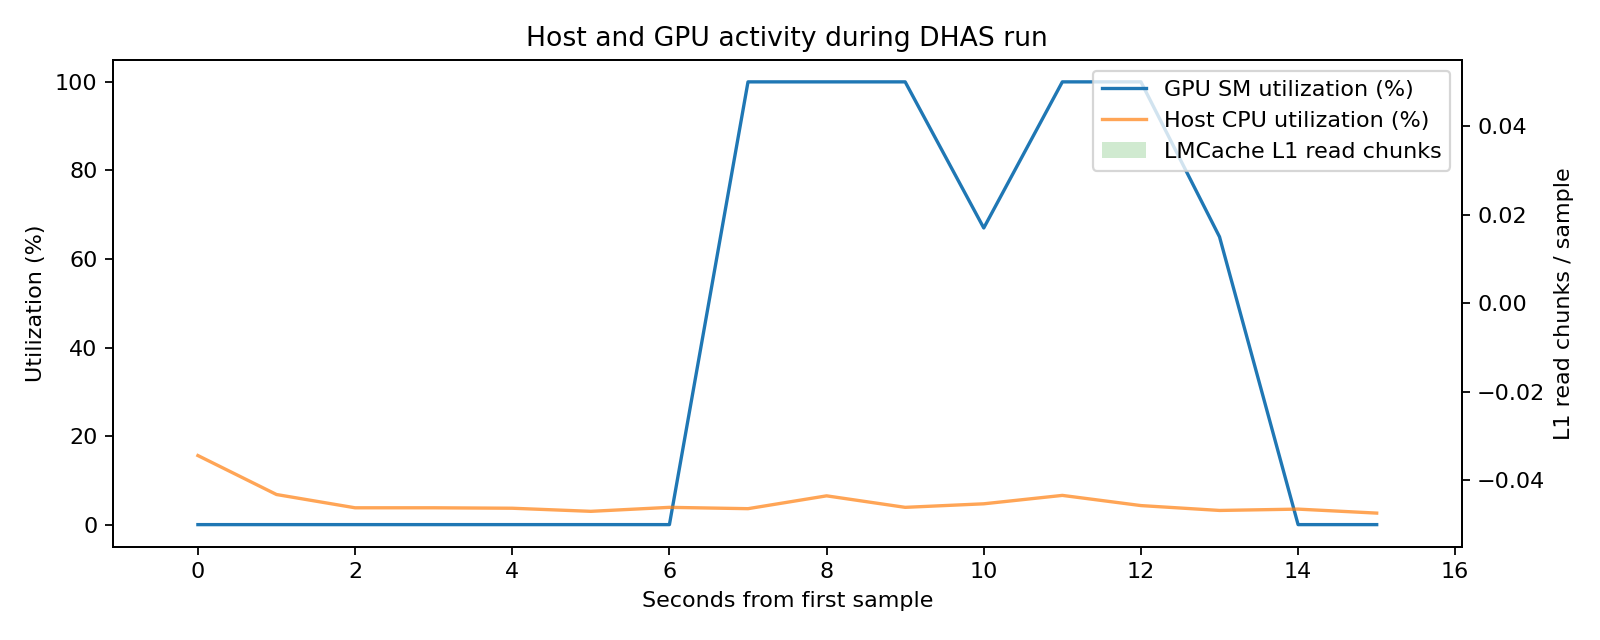 Host and GPU activity during DHAS run
GPU SM utilization (%)
Host CPU utilization (%)
LMCache L1 read chunks
Utilization (%)
100
80
60
40
20
0
0.04
0.02
0.00
−0.02
−0.04
L1 read chunks / sample
0 2 4 6 8 10 12 14 16
Seconds from first sample